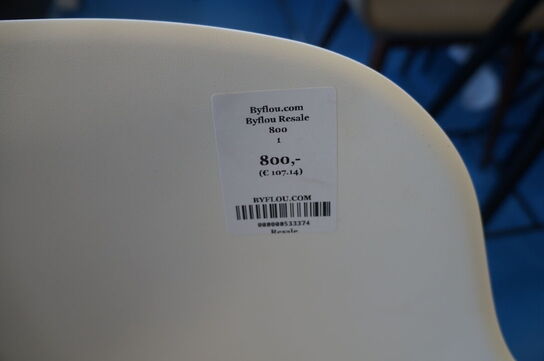 Byflou.com
Byflou Resale
800
1
800,-
(€ 107.14)
BYFLOU.COM
000000533374
Resale